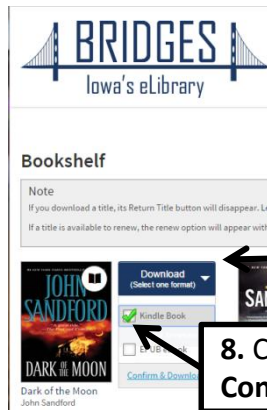 BRIDGES
Iowa's eLibrary
Bookshelf
Note
If you download a title, its Return Title button will disappear.
If a title is available to renew, the renew option will appear with
JOHN
SANDFORD
DARK OF THE MOON
Download
(Select one format)
Kindle Book
Confirm &
8.
Dark of the Moon
John Sandford